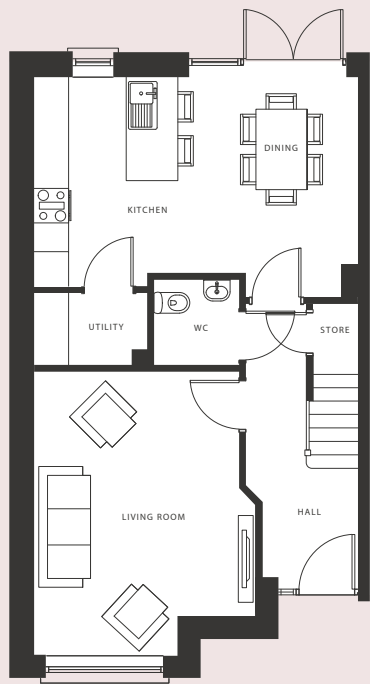 DINING
KITCHEN
UTILITY
WC
STORE
LIVING ROOM
HALL